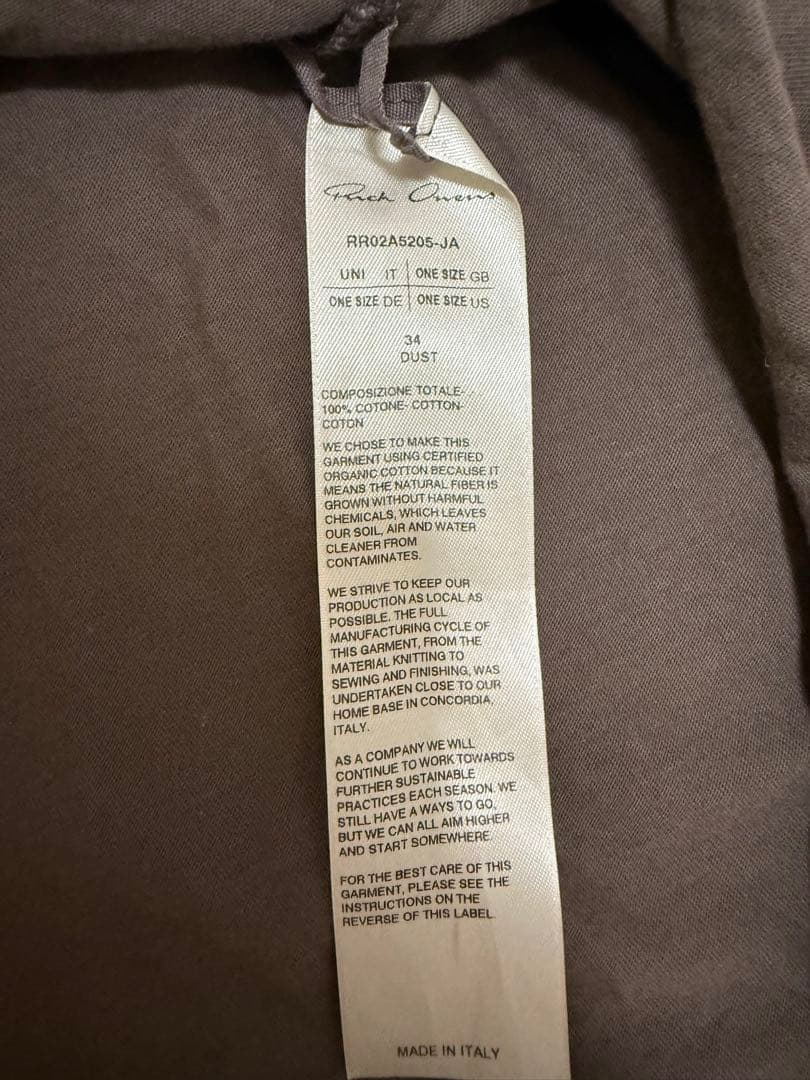 Rick Owens
RR02A5205-JA
UNI IT ONE SIZE GB
ONE SIZE DE ONE SIZE US
34
DUST
COMPOSIZIONE TOTALE-
100% COTONE- COTTON-
COTON
WE CHOSE TO MAKE THIS
GARMENT USING CERTIFIED
ORGANIC COTTON BECAUSE IT
MEANS THE NATURAL FIBER IS
GROWN WITHOUT HARMFUL
CHEMICALS, WHICH LEAVES
OUR SOIL, AIR AND WATER
CLEANER FROM
CONTAMINATES.
WE STRIVE TO KEEP OUR
PRODUCTION AS LOCAL AS
POSSIBLE. THE FULL
MANUFACTURING CYCLE OF
THIS GARMENT, FROM THE
MATERIAL KNITTING TO
SEWING AND FINISHING, WAS
UNDERTAKEN CLOSE TO OUR
HOME BASE IN CONCORDIA,
ITALY.
AS A COMPANY WE WILL
CONTINUE TO WORK TOWARDS
FURTHER SUSTAINABLE
PRACTICES EACH SEASON. WE
STILL HAVE A WAYS TO GO,
BUT WE CAN ALL AIM HIGHER
AND START SOMEWHERE.
FOR THE BEST CARE OF THIS
GARMENT, PLEASE SEE THE
INSTRUCTIONS ON THE
REVERSE OF THIS LABEL.
MADE IN ITALY